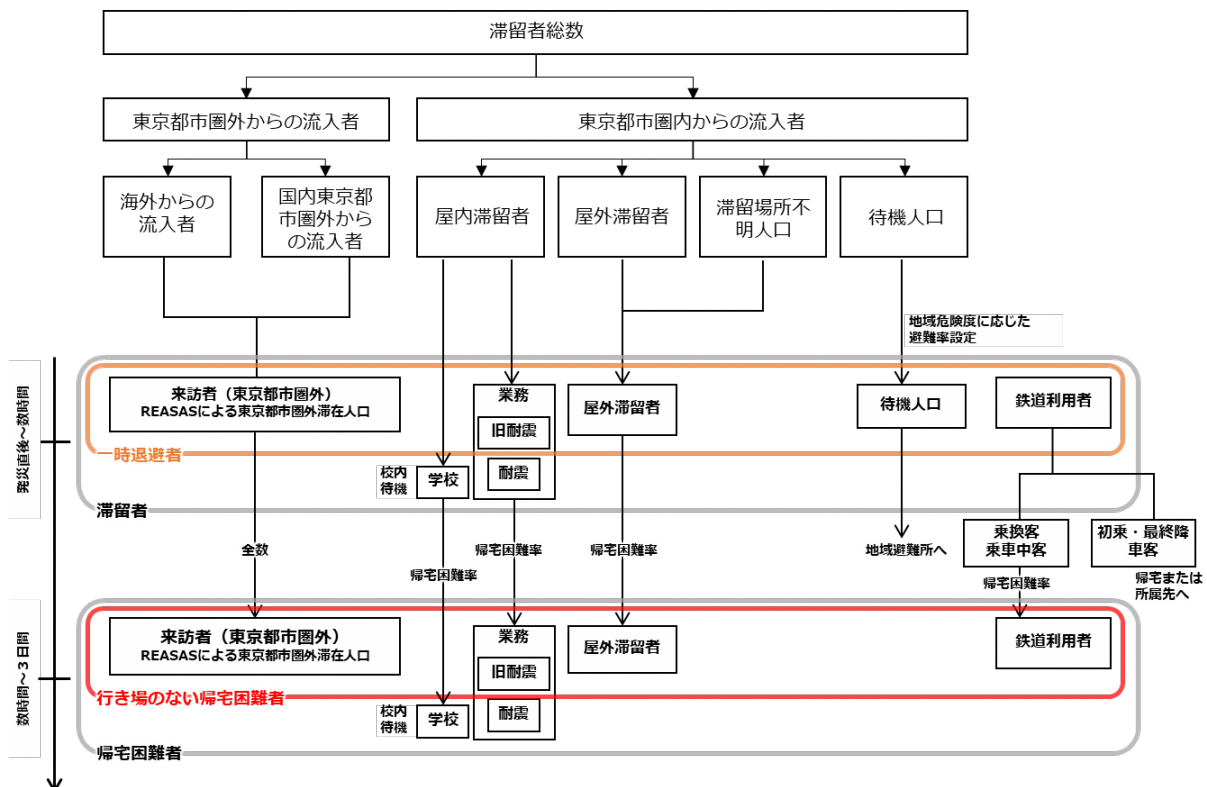 滞留者総数
東京都市圏外からの流入者
東京都市圏内からの流入者
海外からの
流入者
国内東京都
市圏外から
の流入者
屋内滞留者
屋外滞留者
滞留場所不
明人口
待機人口
地域危険度に応じた
避難率設定
発災直後～数時間
来訪者（東京都市圏外）
REASASによる東京都市圏外滞在人口
業務
旧耐震
耐震
屋外滞留者
待機人口
鉄道利用者
一時退避者
校内
待機
学校
滞留者
乗換客
乗車中客
初乗・最終降
車客
全数
帰宅困難率
帰宅困難率
帰宅困難率
地域避難所へ
帰宅困難率
帰宅または
所属先へ
数時間～３日間
来訪者（東京都市圏外）
REASASによる東京都市圏外滞在人口
業務
旧耐震
耐震
屋外滞留者
鉄道利用者
行き場のない帰宅困難者
校内
待機
学校
帰宅困難者